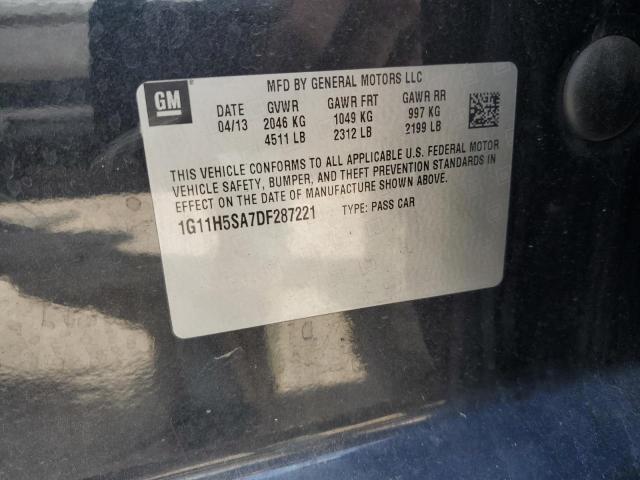 MFD BY GENERAL MOTORS LLC
GM
DATE GVWR GAWR FRT GAWR RR
04/13 2046 KG 1049 KG 997 KG
4511 LB 2312 LB 2199 LB
THIS VEHICLE CONFORMS TO ALL APPLICABLE U.S. FEDERAL MOTOR
VEHICLE SAFETY, BUMPER, AND THEFT PREVENTION STANDARDS IN
EFFECT ON THE DATE OF MANUFACTURE SHOWN ABOVE.
1G11H5SA7DF287221 TYPE: PASS CAR